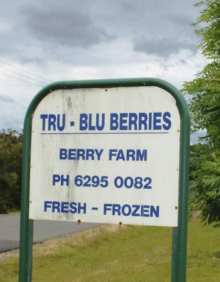 TRU - BLU BERRIES
BERRY FARM
PH 6295 0082
FRESH - FROZEN